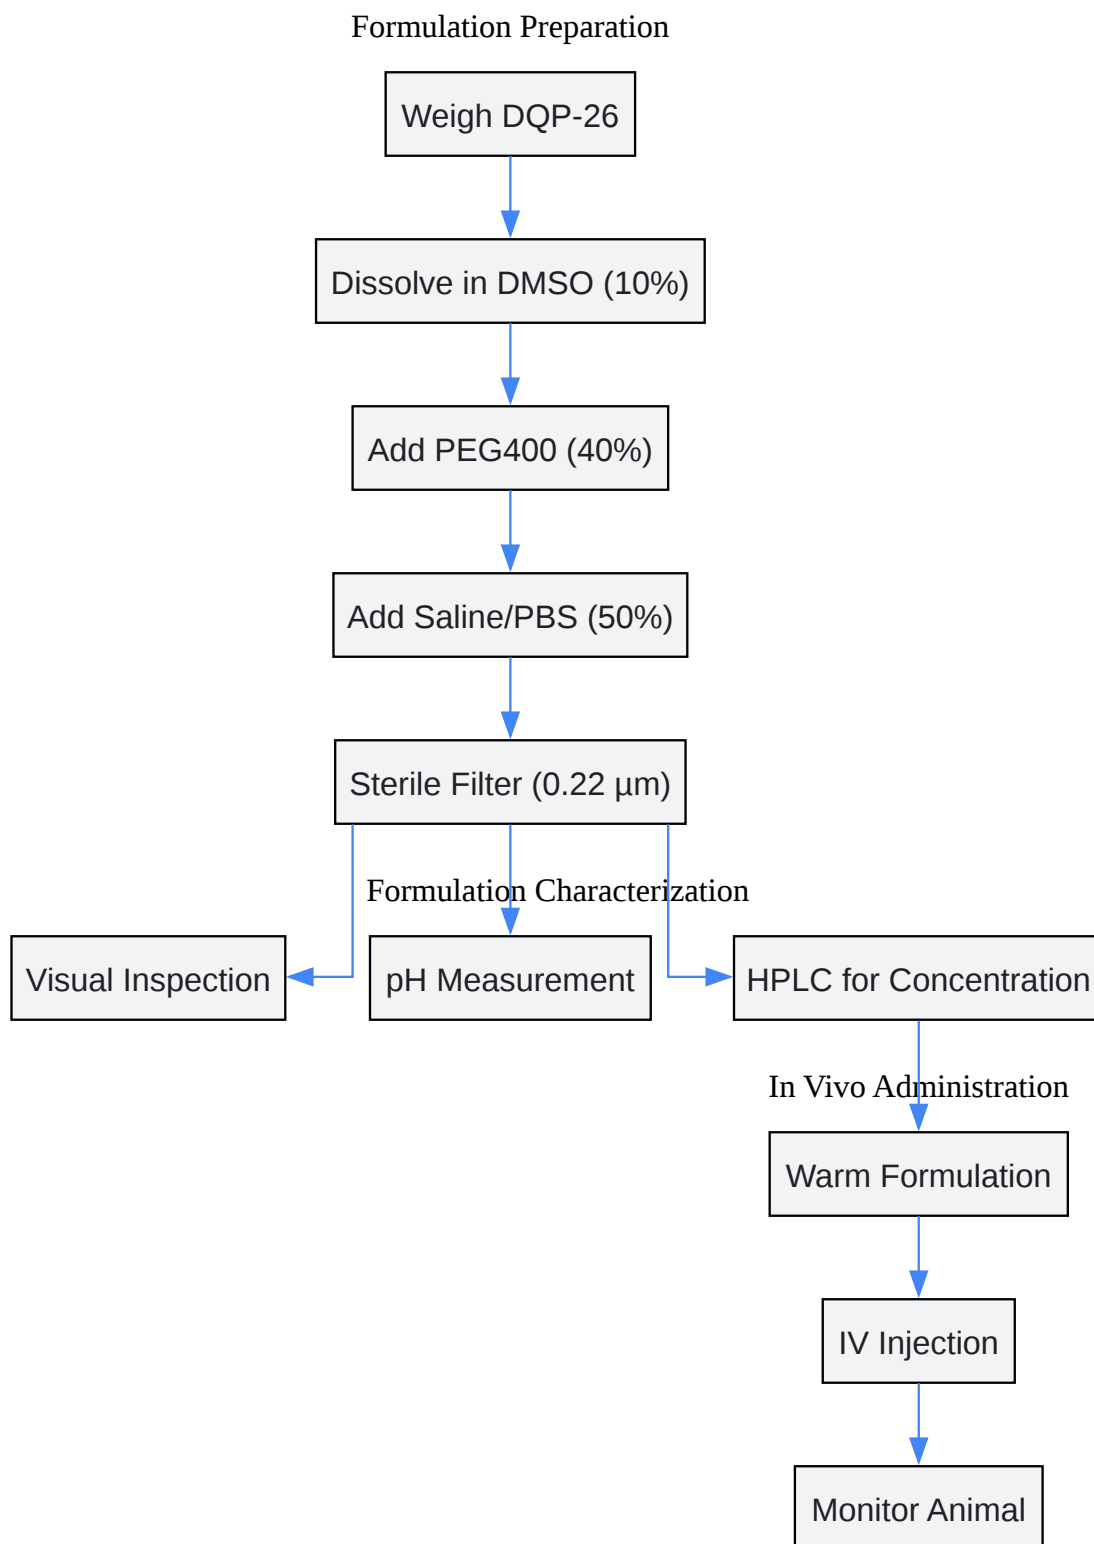 Formulation Preparation
Weigh DQP-26
Dissolve in DMSO (10%)
Add PEG400 (40%)
Add Saline/PBS (50%)
Sterile Filter (0.22 µm)
Formulation Characterization
Visual Inspection
pH Measurement
HPLC for Concentration
In Vivo Administration
Warm Formulation
IV Injection
Monitor Animal